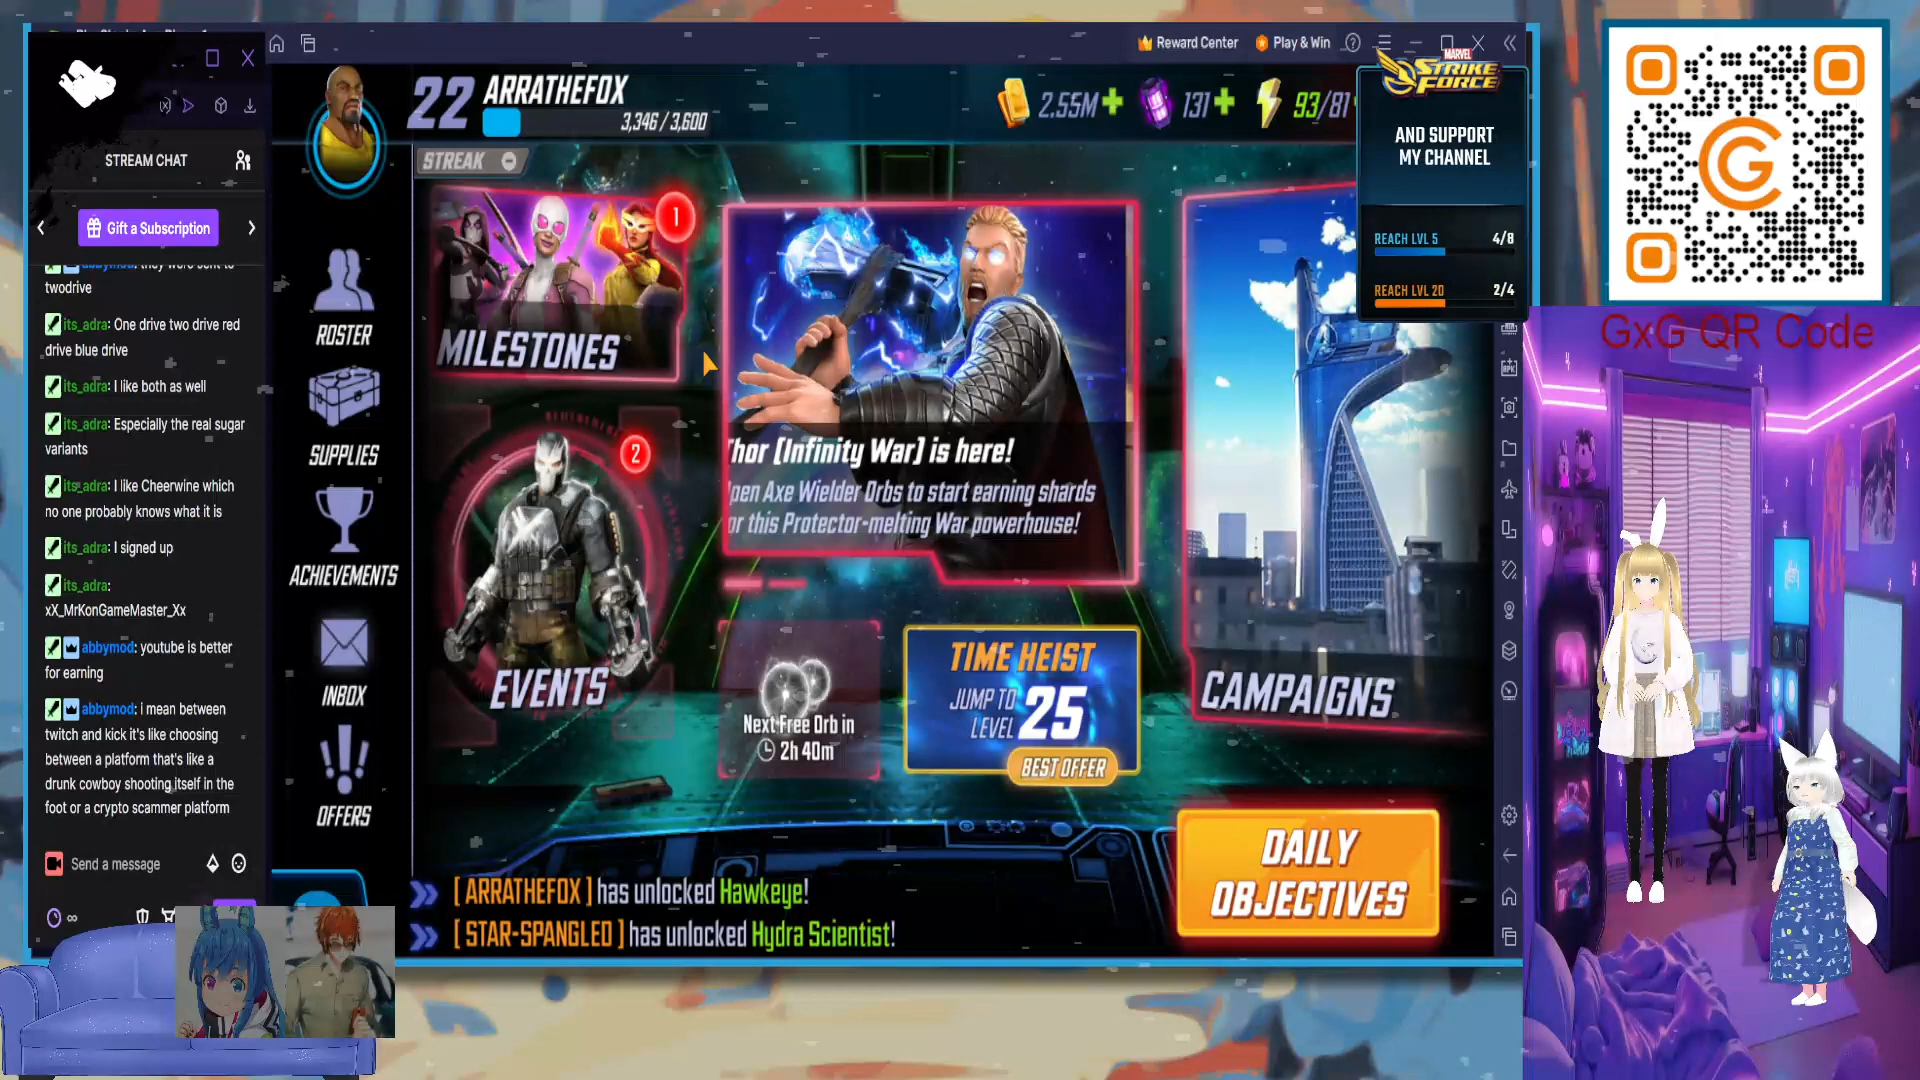 Reward Center
Play & Win
22
ARRATHEFOX
3,346 / 3,600
2.55M
131
93/81
MARVEL
STRIKE
FORCE
AND SUPPORT
MY CHANNEL
REACH LVL 5 4/8
REACH LVL 20 2/4
GxG QR Code
STREAM CHAT
Gift a Subscription
twodrive
its_adra: One drive two drive red
drive blue drive
its_adra: I like both as well
its_adra: Especially the real sugar
variants
its_adra: I like Cheerwine which
no one probably knows what it is
its_adra: I signed up
its_adra:
xX_MrKonGameMaster_Xx
abbymod: youtube is better
for earning
abbymod: i mean between
twitch and kick it's like choosing
between a platform that's like a
drunk cowboy shooting itself in the
foot or a crypto scammer platform
Send a message
∞
ROSTER
SUPPLIES
ACHIEVEMENTS
INBOX
OFFERS
STREAK
MILESTONES
1
EVENTS
2
Thor [Infinity War] is here!
pen Axe Wielder Orbs to start earning shards
or this Protector-melting War powerhouse!
Next Free Orb in
2h 40m
TIME HEIST
JUMP TO
LEVEL 25
BEST OFFER
CAMPAIGNS
DAILY
OBJECTIVES
[ ARRATHEFOX ] has unlocked Hawkeye!
[ STAR-SPANGLED ] has unlocked Hydra Scientist!